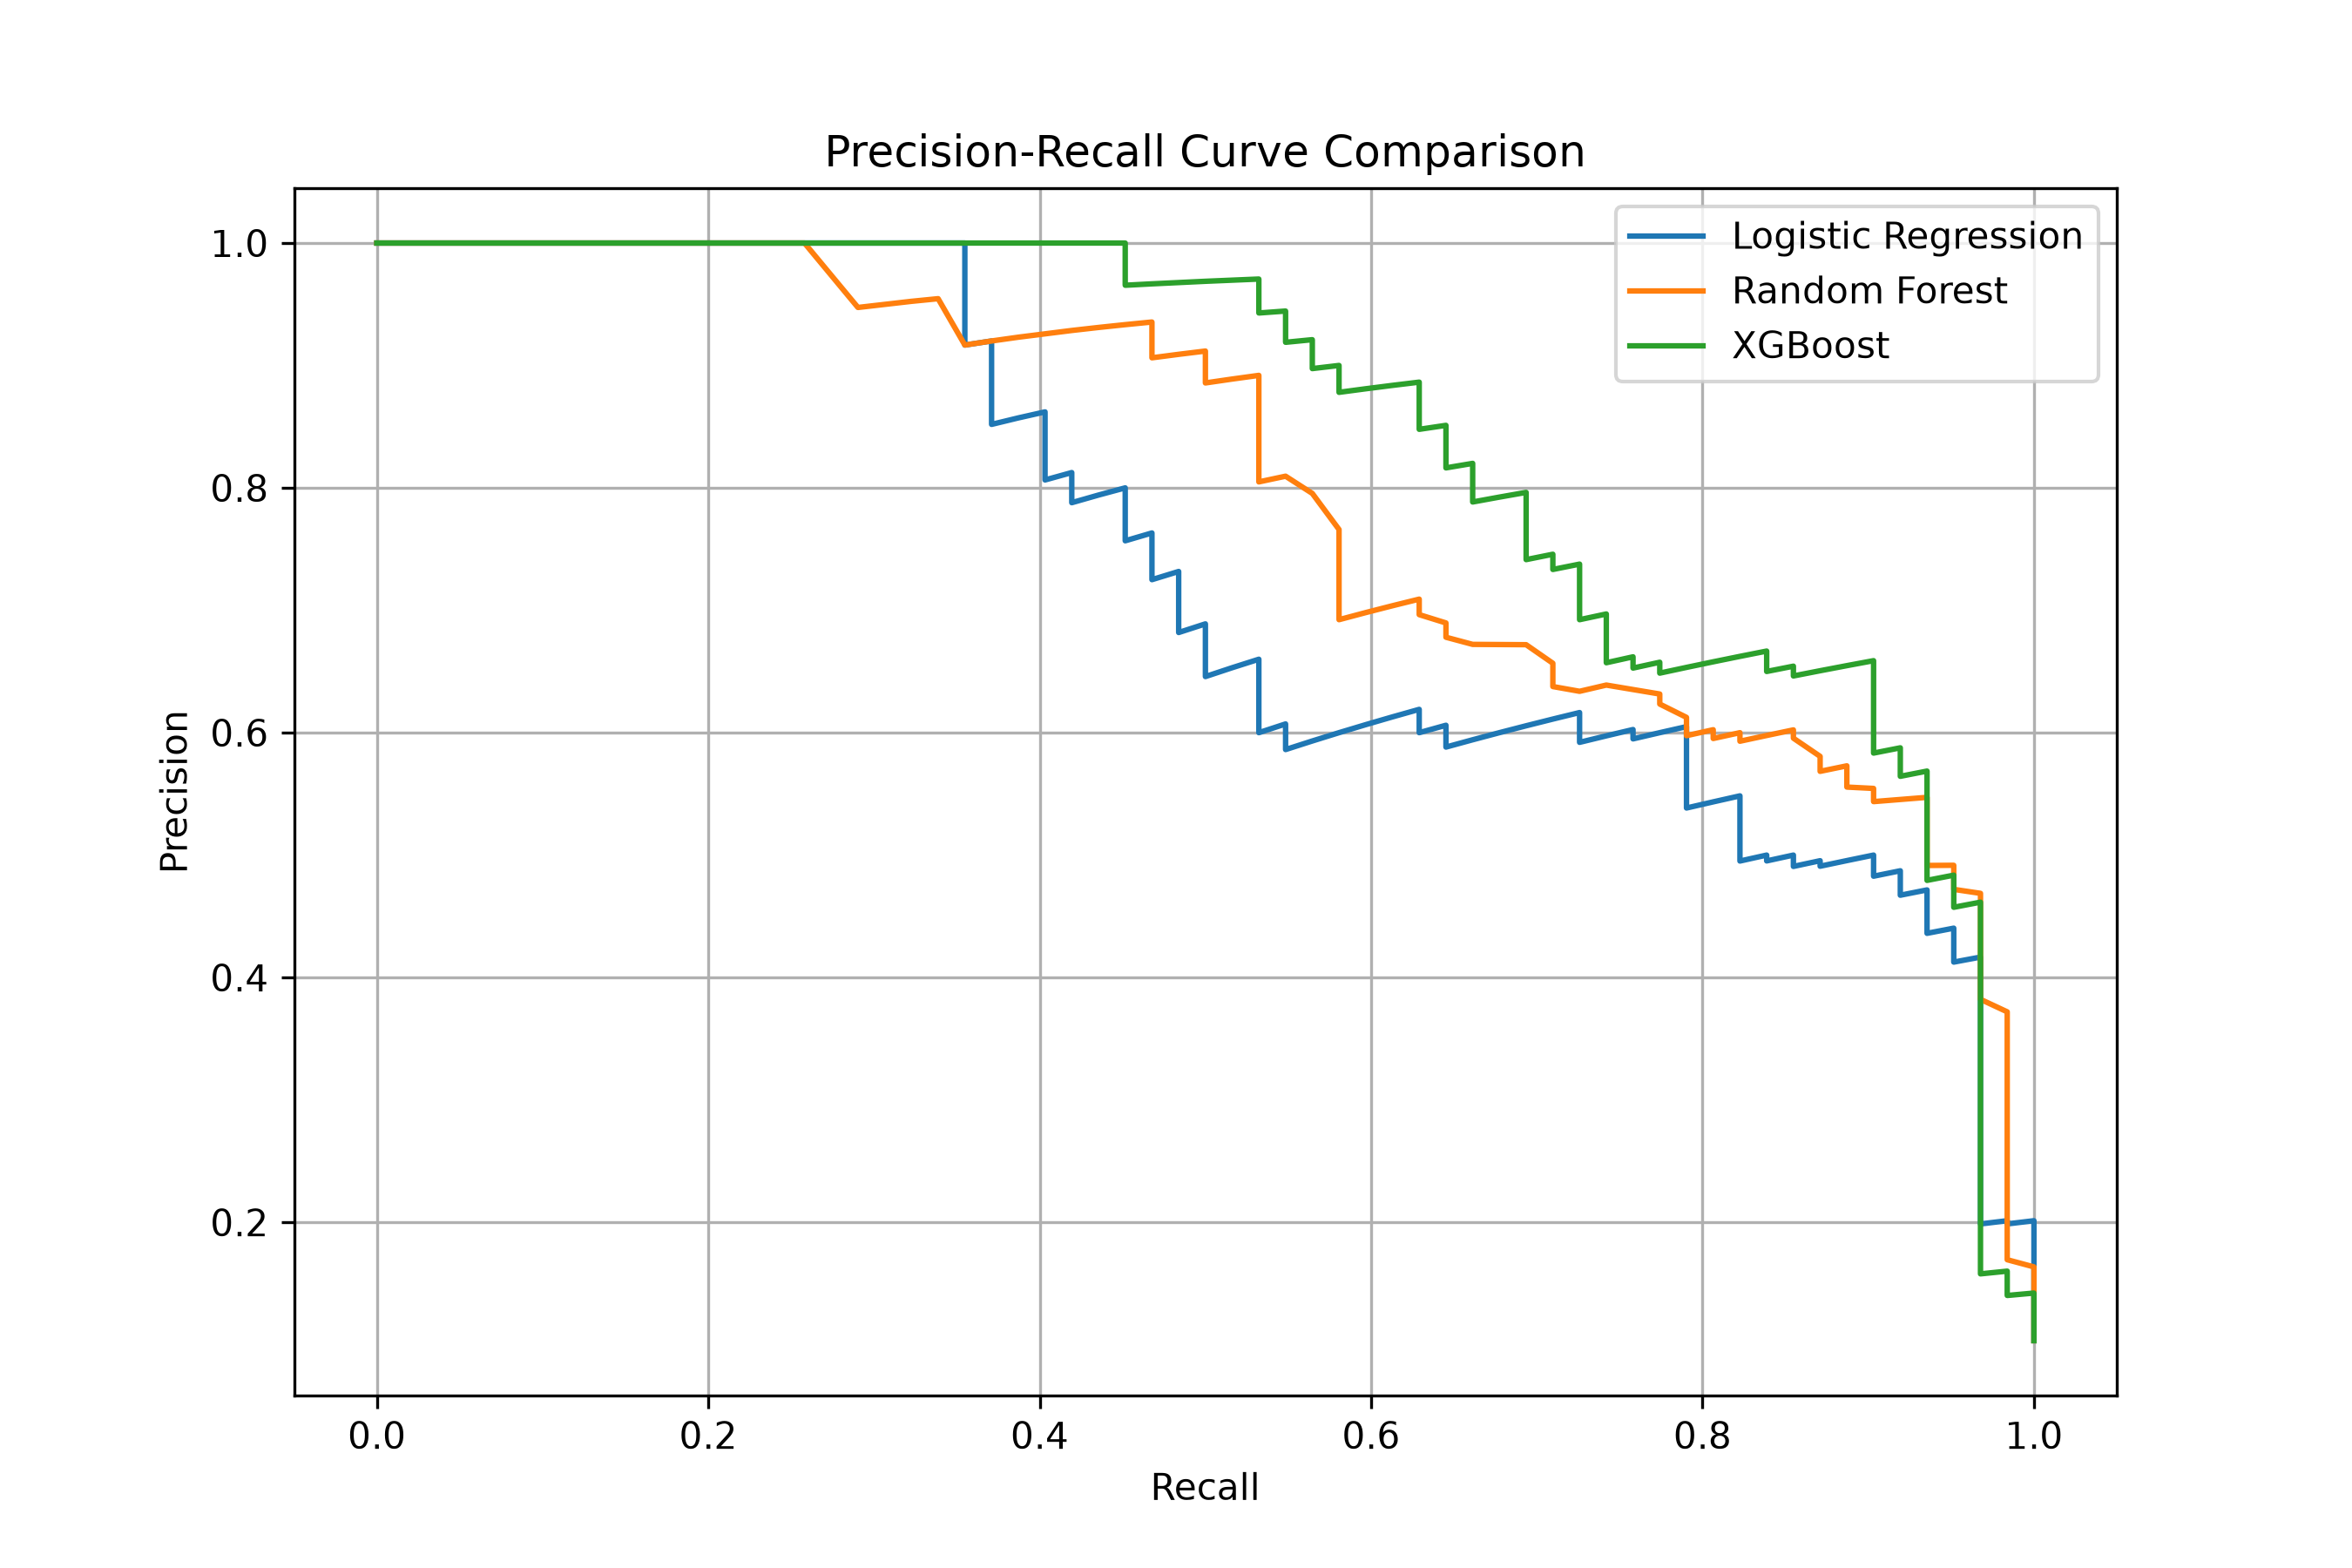 Precision-Recall Curve Comparison
Logistic Regression
Random Forest
XGBoost
Precision
1.0
0.8
0.6
0.4
0.2
0.0 0.2 0.4 0.6 0.8 1.0
Recall